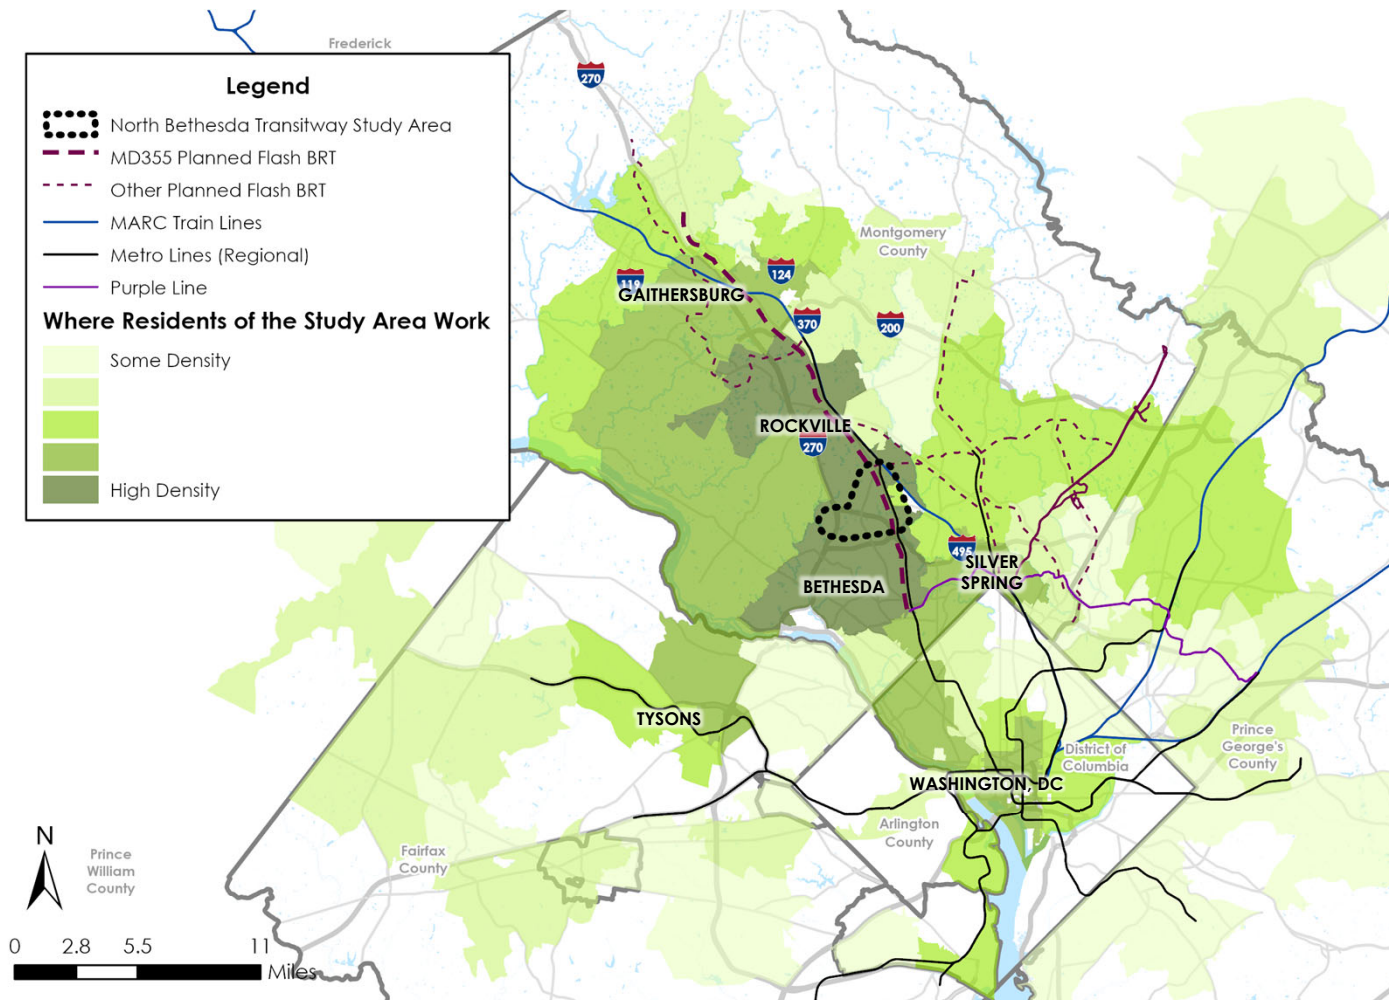 Frederick
Legend
North Bethesda Transitway Study Area
MD355 Planned Flash BRT
Other Planned Flash BRT
MARC Train Lines
Metro Lines (Regional)
Purple Line
Where Residents of the Study Area Work
Some Density
High Density
270
Montgomery
County
124
119
GAITHERSBURG
370
200
ROCKVILLE
270
495
SILVER
SPRING
BETHESDA
TYSONS
Prince
George's
County
District of
Columbia
WASHINGTON, DC
Arlington
County
Fairfax
County
Prince
William
County
N
0 2.8 5.5 11
Miles